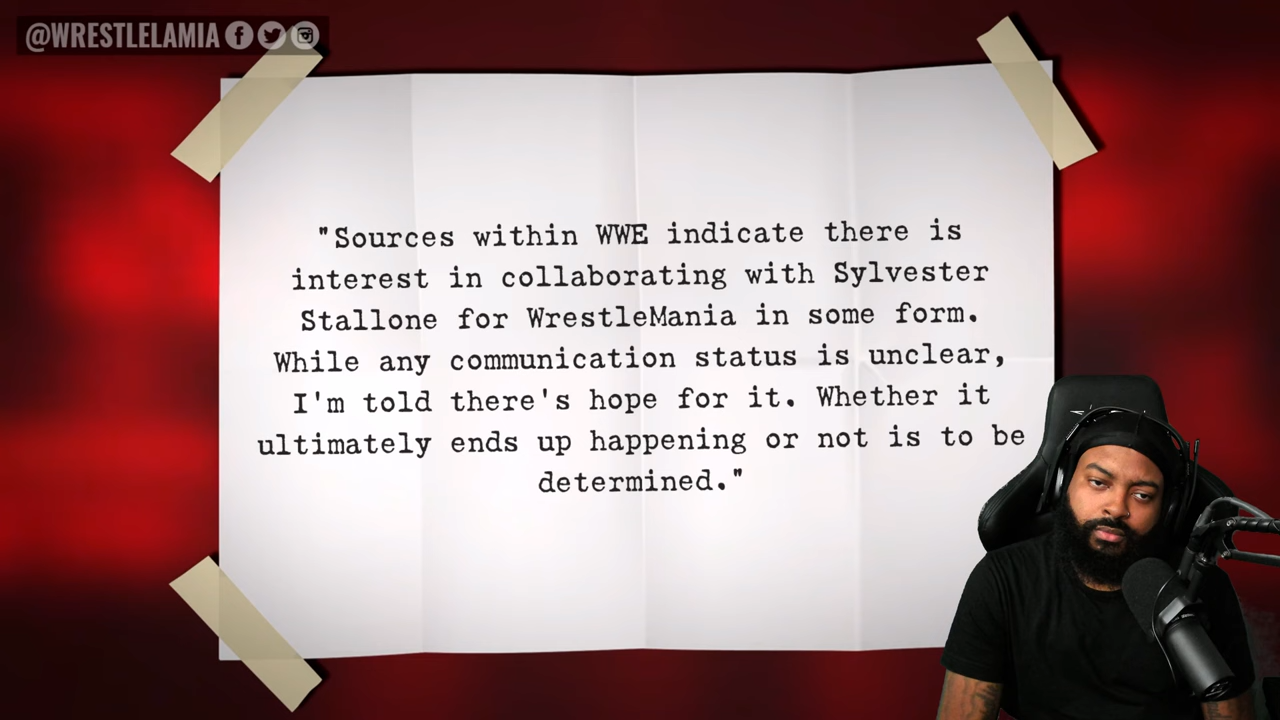 @WRESTLELAMIA
"Sources within WWE indicate there is
interest in collaborating with Sylvester
Stallone for WrestleMania in some form.
While any communication status is unclear,
I'm told there's hope for it. Whether it
ultimately ends up happening or not is to be
determined."